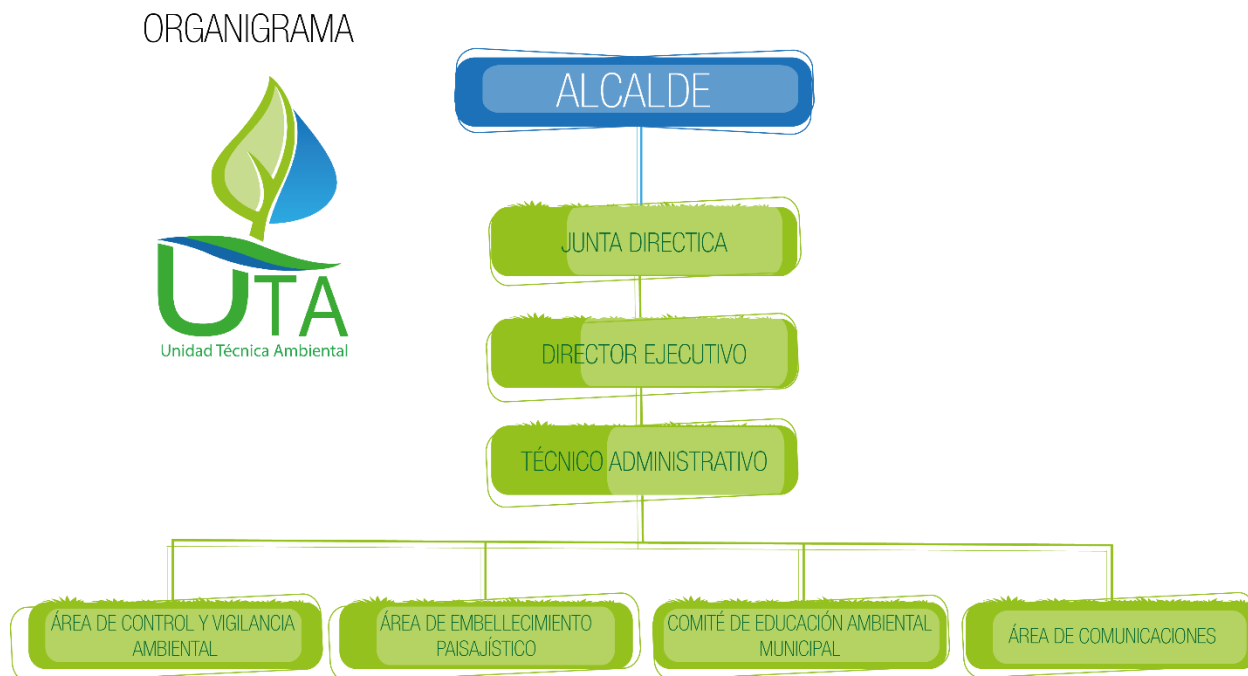 ORGANIGRAMA
ALCALDE
UTA
Unidad Técnica Ambiental
JUNTA DIRECTICA
DIRECTOR EJECUTIVO
TÉCNICO ADMINISTRATIVO
ÁREA DE CONTROL Y VIGILANCIA
AMBIENTAL
ÁREA DE EMBELLECIMIENTO
PAISAJÍSTICO
COMITÉ DE EDUCACIÓN AMBIENTAL
MUNICIPAL
ÁREA DE COMUNICACIONES